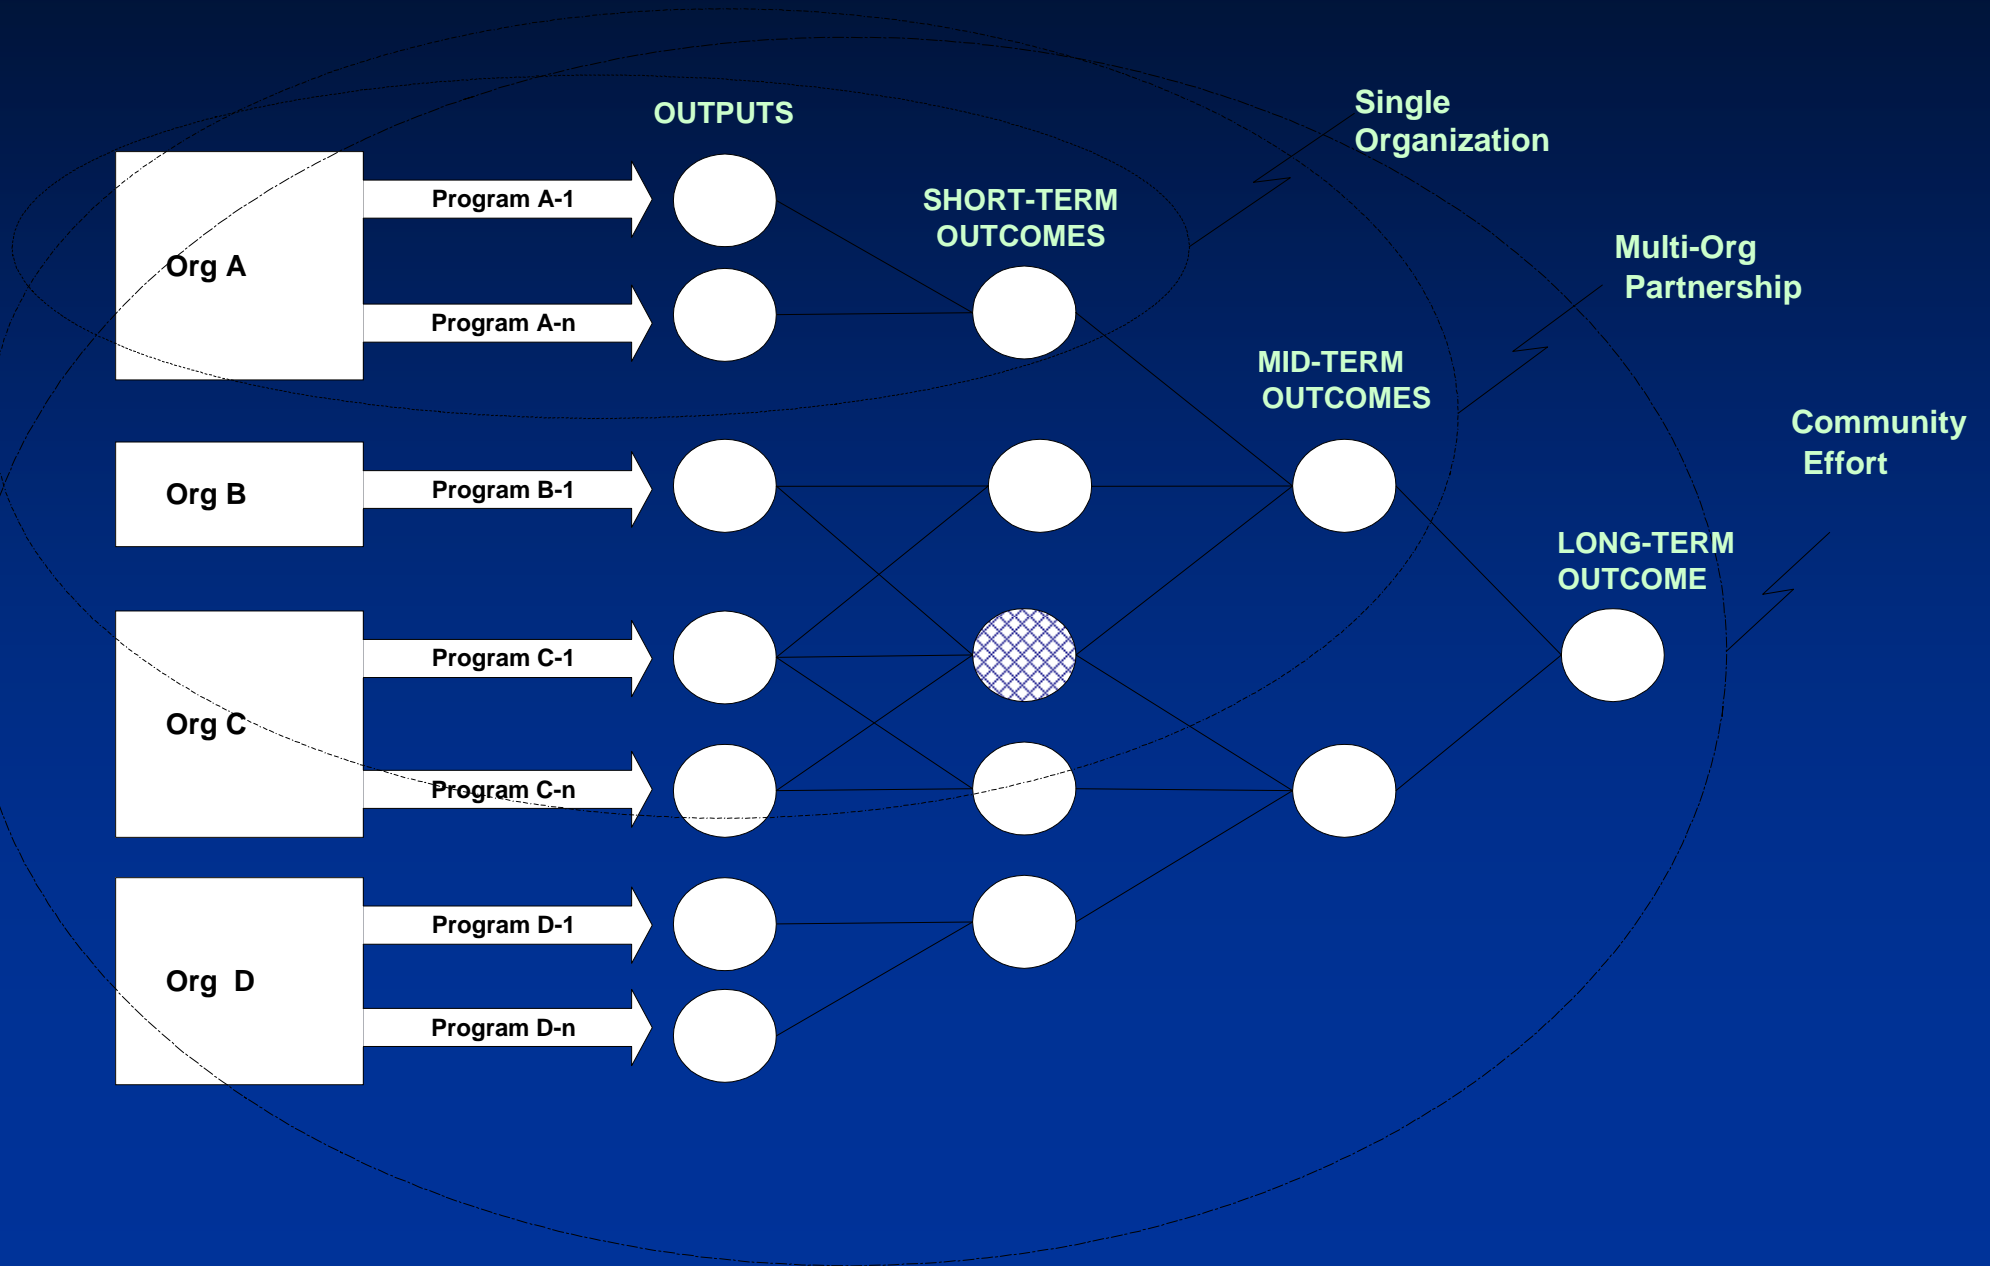 OUTPUTS
Single
Organization
Program A-1
SHORT-TERM
OUTCOMES
Org A
Multi-Org
Partnership
Program A-n
MID-TERM
OUTCOMES
Community
Effort
Org B
Program B-1
LONG-TERM
OUTCOME
Program C-1
Org C
Program C-n
Program D-1
Org D
Program D-n